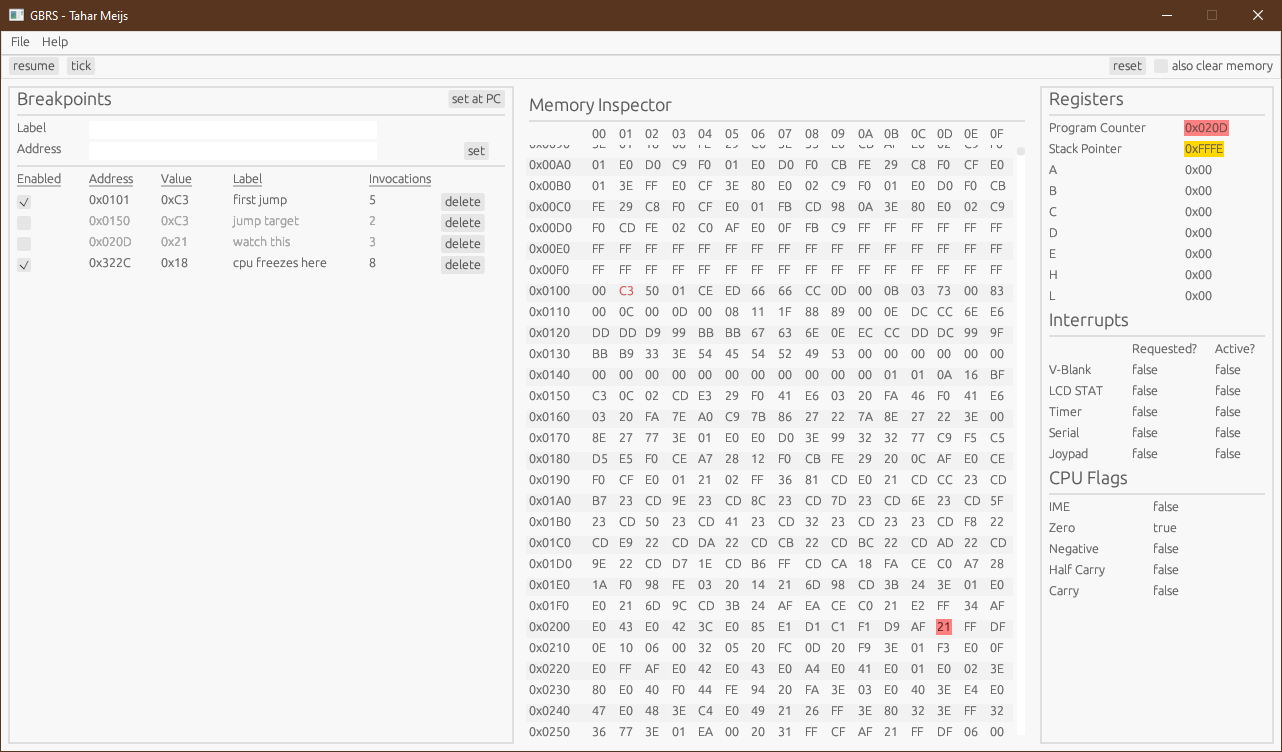 GBRS - Tahar Meijs
File Help
resume tick reset also clear memory
Breakpoints set at PC
Label
Address set
Enabled Address Value Label Invocations
0x0101 0xC3 first jump 5 delete
0x0150 0xC3 jump target 2 delete
0x020D 0x21 watch this 3 delete
0x322C 0x18 cpu freezes here 8 delete
Memory Inspector
00 01 02 03 04 05 06 07 08 09 0A 0B 0C 0D 0E 0F
0x00A0 01 E0 D0 C9 F0 01 E0 D0 F0 CB FE 29 C8 F0 CF E0
0x00B0 01 3E FF E0 CF 3E 80 E0 02 C9 F0 01 E0 D0 F0 CB
0x00C0 FE 29 C8 F0 CF E0 01 FB CD 98 0A 3E 80 E0 02 C9
0x00D0 F0 CD FE 02 C0 AF E0 0F FB C9 FF FF FF FF FF FF
0x00E0 FF FF FF FF FF FF FF FF FF FF FF FF FF FF FF FF
0x00F0 FF FF FF FF FF FF FF FF FF FF FF FF FF FF FF FF
0x0100 00 C3 50 01 CE ED 66 66 CC 0D 00 0B 03 73 00 83
0x0110 00 0C 00 0D 00 08 11 1F 88 89 00 0E DC CC 6E E6
0x0120 DD DD D9 99 BB BB 67 63 6E 0E EC CC DD DC 99 9F
0x0130 BB B9 33 3E 54 45 54 52 49 53 00 00 00 00 00 00
0x0140 00 00 00 00 00 00 00 00 00 00 00 01 01 0A 16 BF
0x0150 C3 0C 02 CD E3 29 F0 41 E6 03 20 FA 46 F0 41 E6
0x0160 03 20 FA 7E A0 C9 7B 86 27 22 7A 8E 27 22 3E 00
0x0170 8E 27 77 3E 01 E0 E0 D0 3E 99 32 32 77 C9 F5 C5
0x0180 D5 E5 F0 CE A7 28 12 F0 CB FE 29 20 0C AF E0 CE
0x0190 F0 CF E0 01 21 02 FF 36 81 CD E0 21 CD CC 23 CD
0x01A0 B7 23 CD 9E 23 CD 8C 23 CD 7D 23 CD 6E 23 CD 5F
0x01B0 23 CD 50 23 CD 41 23 CD 32 23 CD 23 23 CD F8 22
0x01C0 CD E9 22 CD DA 22 CD CB 22 CD BC 22 CD AD 22 CD
0x01D0 9E 22 CD D7 1E CD B6 FF CD CA 18 FA CE C0 A7 28
0x01E0 1A F0 98 FE 03 20 14 21 6D 98 CD 3B 24 3E 01 E0
0x01F0 E0 21 6D 9C CD 3B 24 AF EA CE C0 21 E2 FF 34 AF
0x0200 E0 43 E0 42 3C E0 85 E1 D1 C1 F1 D9 AF 21 FF DF
0x0210 0E 10 06 00 32 05 20 FC 0D 20 F9 3E 01 F3 E0 0F
0x0220 E0 FF AF E0 42 E0 43 E0 A4 E0 41 E0 01 E0 02 3E
0x0230 80 E0 40 F0 44 FE 94 20 FA 3E 03 E0 40 3E E4 E0
0x0240 47 E0 48 3E C4 E0 49 21 26 FF 3E 80 32 3E FF 32
0x0250 36 77 3E 01 EA 00 20 31 FF CF AF 21 FF DF 06 00
Registers
Program Counter 0x020D
Stack Pointer 0xFFFE
A 0x00
B 0x00
C 0x00
D 0x00
E 0x00
H 0x00
L 0x00
Interrupts
Requested? Active?
V-Blank false false
LCD STAT false false
Timer false false
Serial false false
Joypad false false
CPU Flags
IME false
Zero true
Negative false
Half Carry false
Carry false